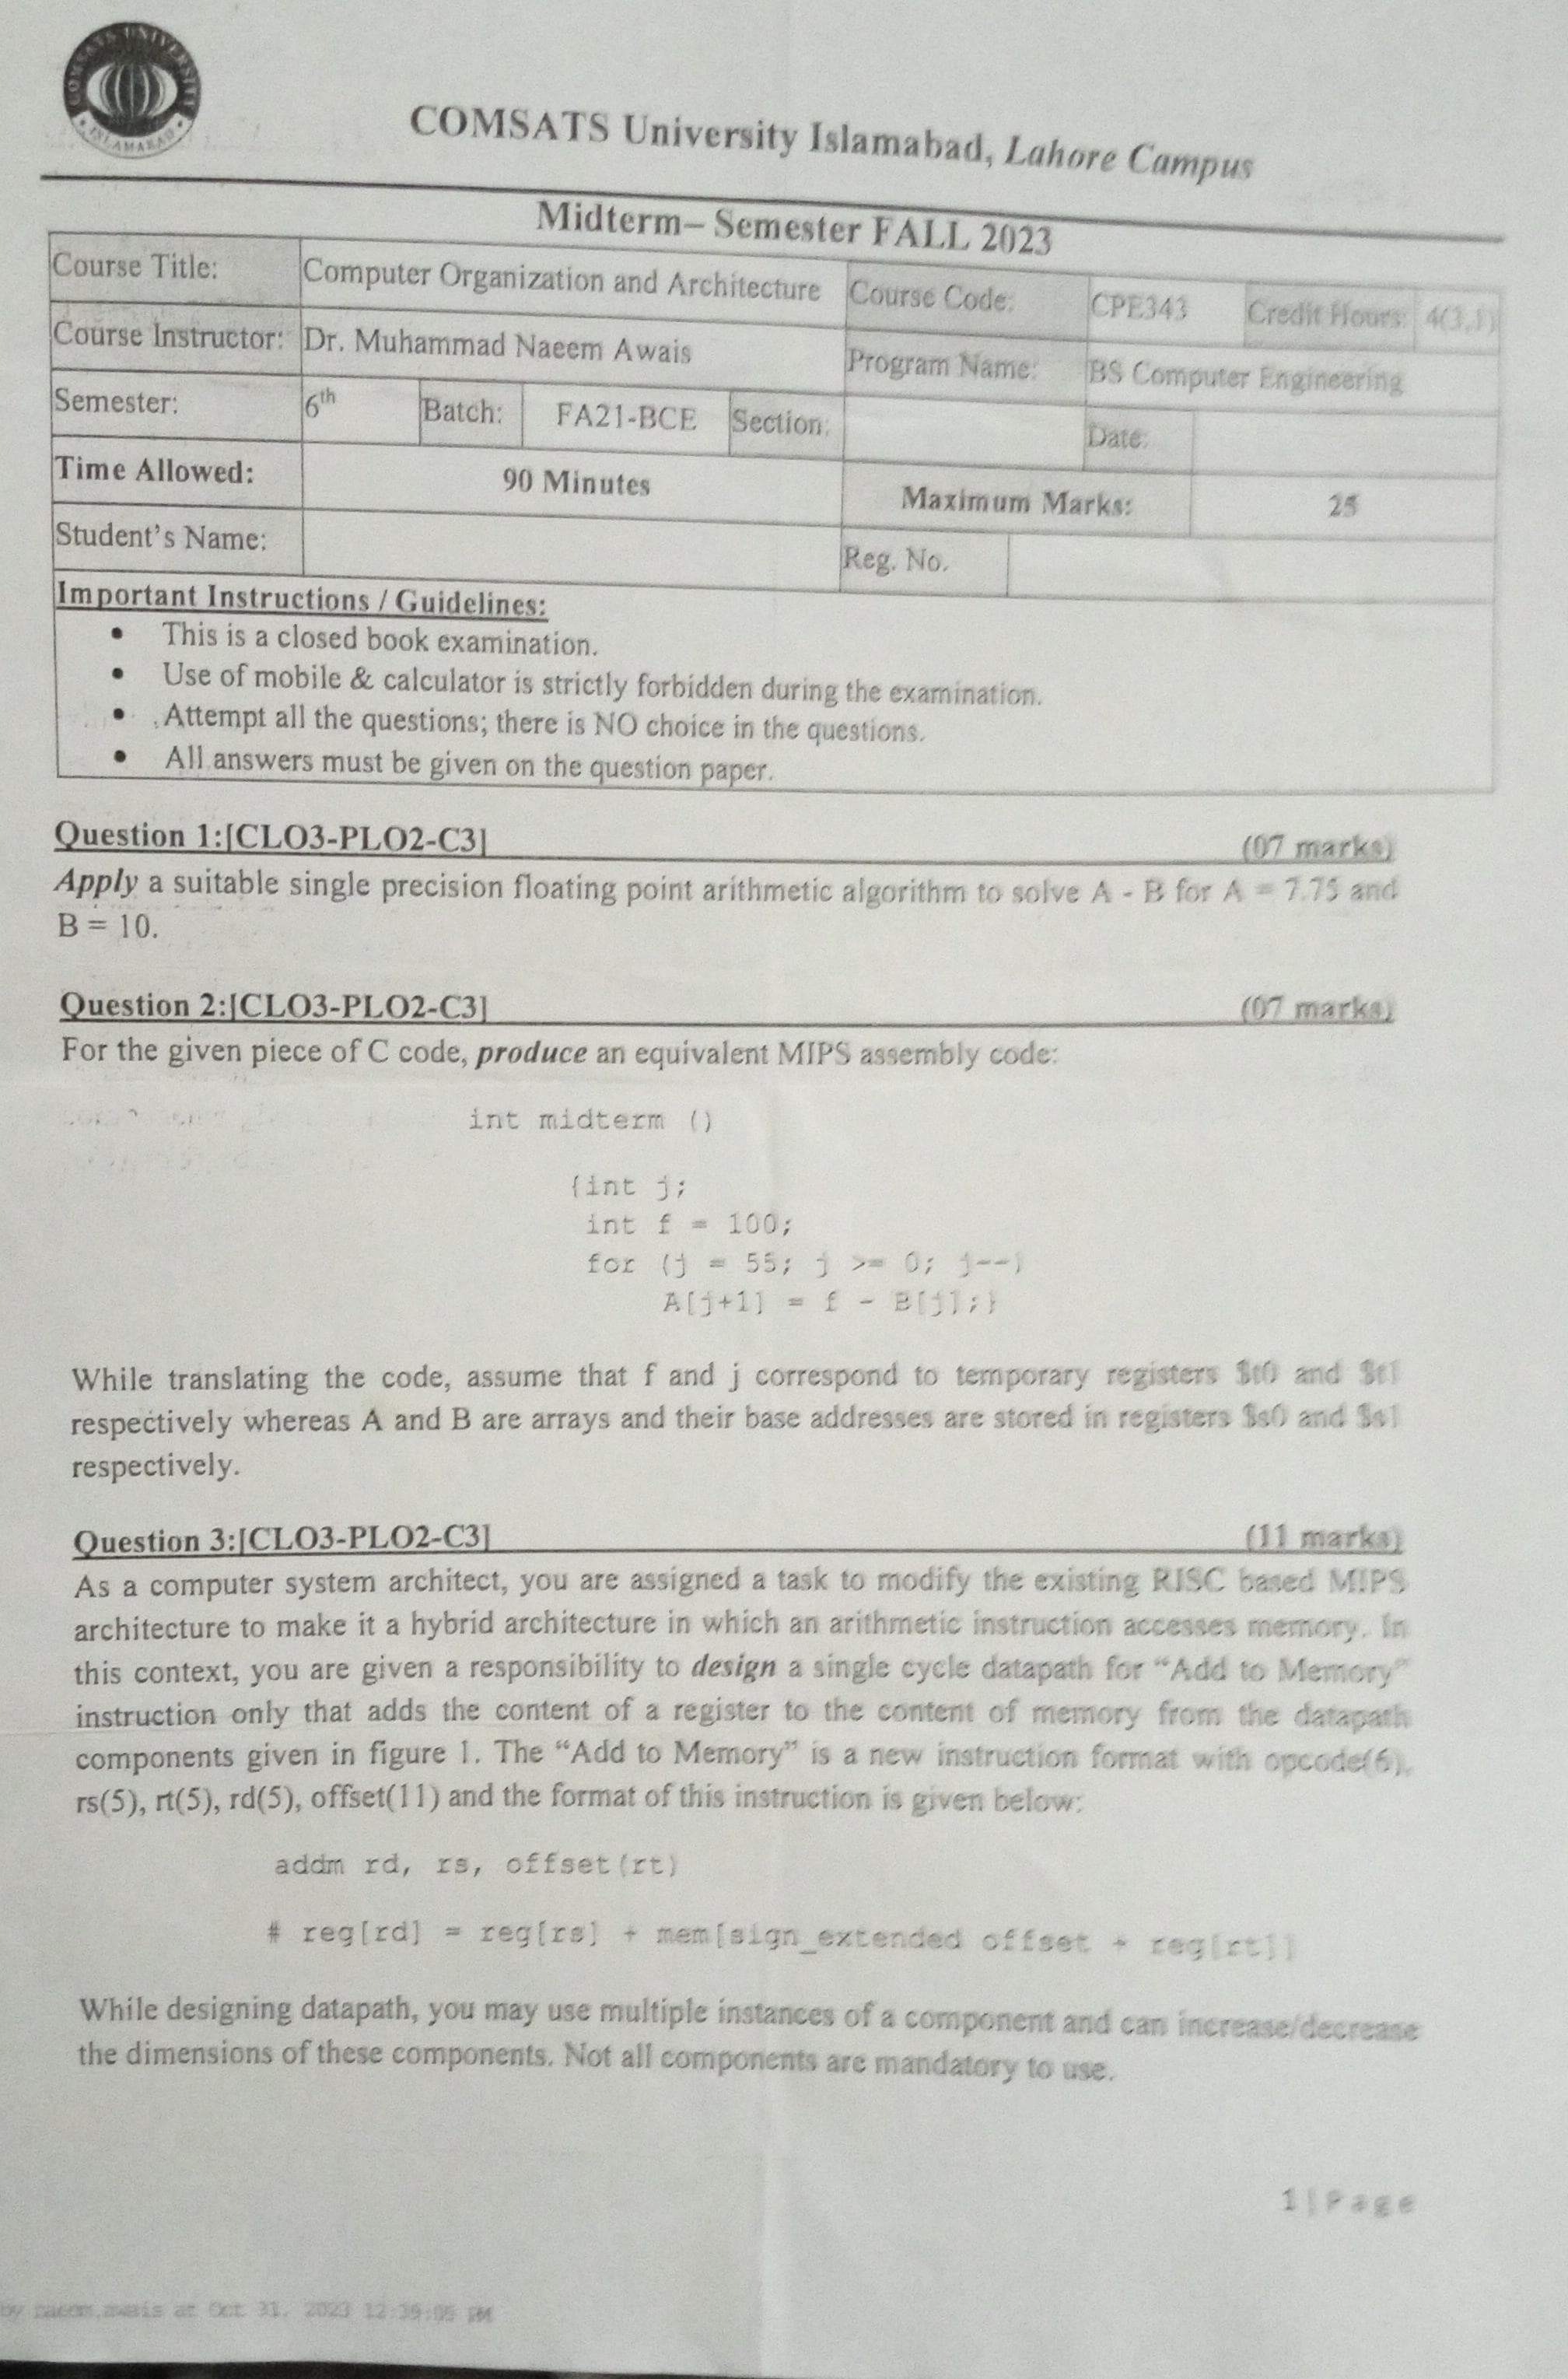 COMSATS UNIVERSITY
ISLAMABAD
COMSATS University Islamabad, Lahore Campus
Midterm– Semester FALL 2023
Course Title: Computer Organization and Architecture Course Code: CPE343 Credit Hours: 4(3,1)
Course Instructor: Dr. Muhammad Naeem Awais Program Name: BS Computer Engineering
Semester: 6th Batch: FA21-BCE Section: Date:
Time Allowed: 90 Minutes Maximum Marks: 25
Student's Name: Reg. No.
Important Instructions / Guidelines:
• This is a closed book examination.
• Use of mobile & calculator is strictly forbidden during the examination.
• Attempt all the questions; there is NO choice in the questions.
• All answers must be given on the question paper.
Question 1:[CLO3-PLO2-C3] (07 marks)
Apply a suitable single precision floating point arithmetic algorithm to solve A - B for A = 7.75 and
B = 10.
Question 2:[CLO3-PLO2-C3] (07 marks)
For the given piece of C code, produce an equivalent MIPS assembly code:
int midterm ()
{int j;
int f = 100;
for (j = 55; j >= 0; j--)
A[j+1] = f - B[j];}
While translating the code, assume that f and j correspond to temporary registers $t0 and $t1
respectively whereas A and B are arrays and their base addresses are stored in registers $s0 and $s1
respectively.
Question 3:[CLO3-PLO2-C3] (11 marks)
As a computer system architect, you are assigned a task to modify the existing RISC based MIPS
architecture to make it a hybrid architecture in which an arithmetic instruction accesses memory. In
this context, you are given a responsibility to design a single cycle datapath for "Add to Memory"
instruction only that adds the content of a register to the content of memory from the datapath
components given in figure 1. The "Add to Memory" is a new instruction format with opcode(6),
rs(5), rt(5), rd(5), offset(11) and the format of this instruction is given below:
addm rd, rs, offset(rt)
# reg[rd] = reg[rs] + mem[sign_extended offset + reg[rt]]
While designing datapath, you may use multiple instances of a component and can increase/decrease
the dimensions of these components. Not all components are mandatory to use.
1|Page
by naeem.awais at Oct 31, 2023 12:39:05 PM